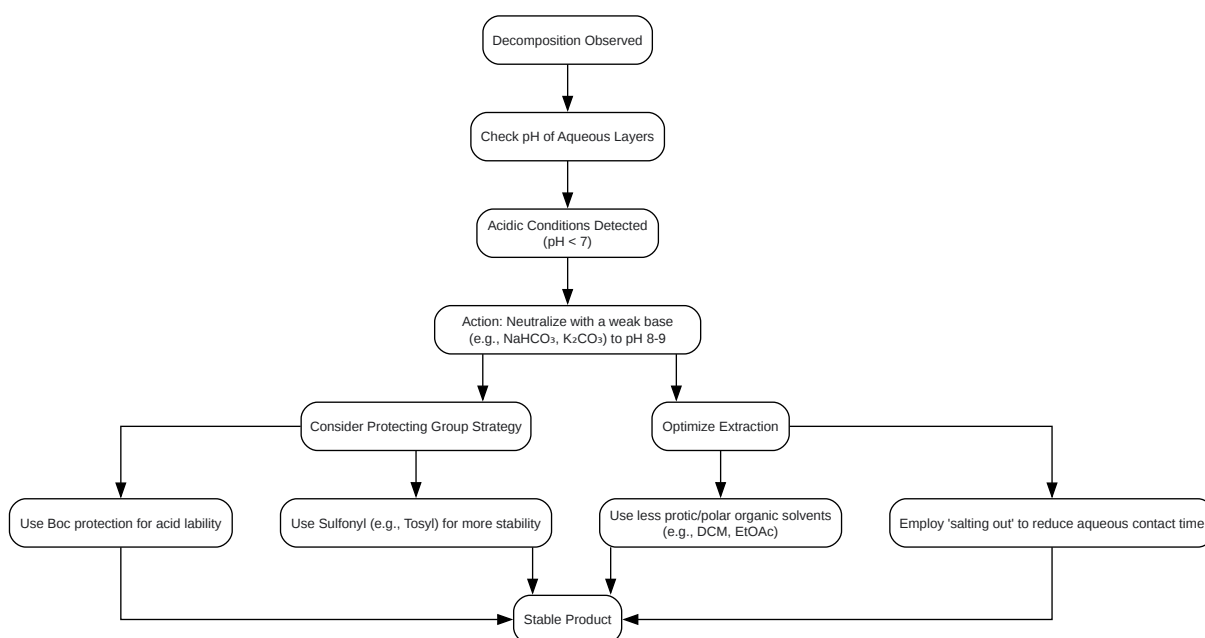 Decomposition Observed
Check pH of Aqueous Layers
Acidic Conditions Detected
(pH < 7)
Action: Neutralize with a weak base
(e.g., NaHCO₃, K₂CO₃) to pH 8-9
Consider Protecting Group Strategy
Optimize Extraction
Use Boc protection for acid lability
Use Sulfonyl (e.g., Tosyl) for more stability
Use less protic/polar organic solvents
(e.g., DCM, EtOAc)
Employ 'salting out' to reduce aqueous contact time
Stable Product